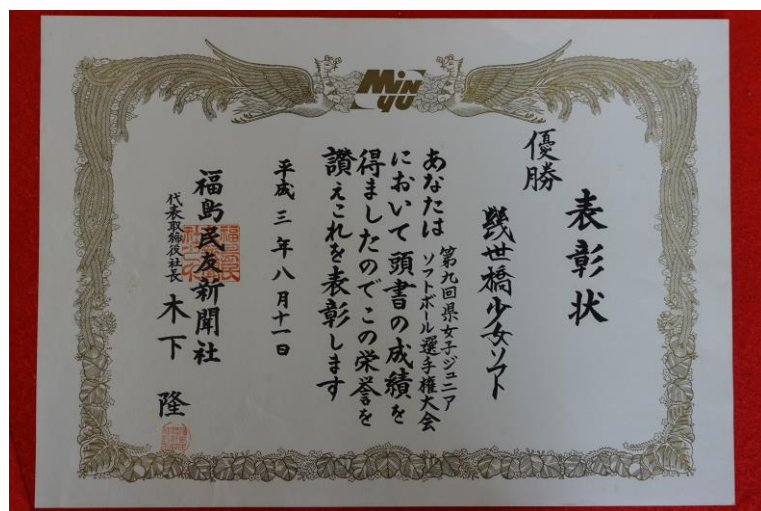 MiN
YU
表彰状
優勝
幾世橋少女ソフト
あなたは第九回県女子ジュニア
ソフトボール選手権大会
において頭書の成績を
得ましたのでこの栄誉を
讃えこれを表彰します
平成三年八月十一日
福島民友新聞社
代表取締役社長
木下隆